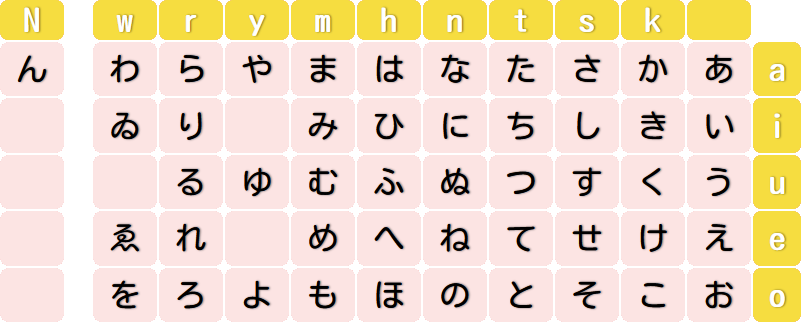 N w r y m h n t s k
ん わ ら や ま は な た さ か あ a
ゐ り み ひ に ち し き い i
る ゆ む ふ ぬ つ す く う u
ゑ れ め へ ね て せ け え e
を ろ よ も ほ の と そ こ お o